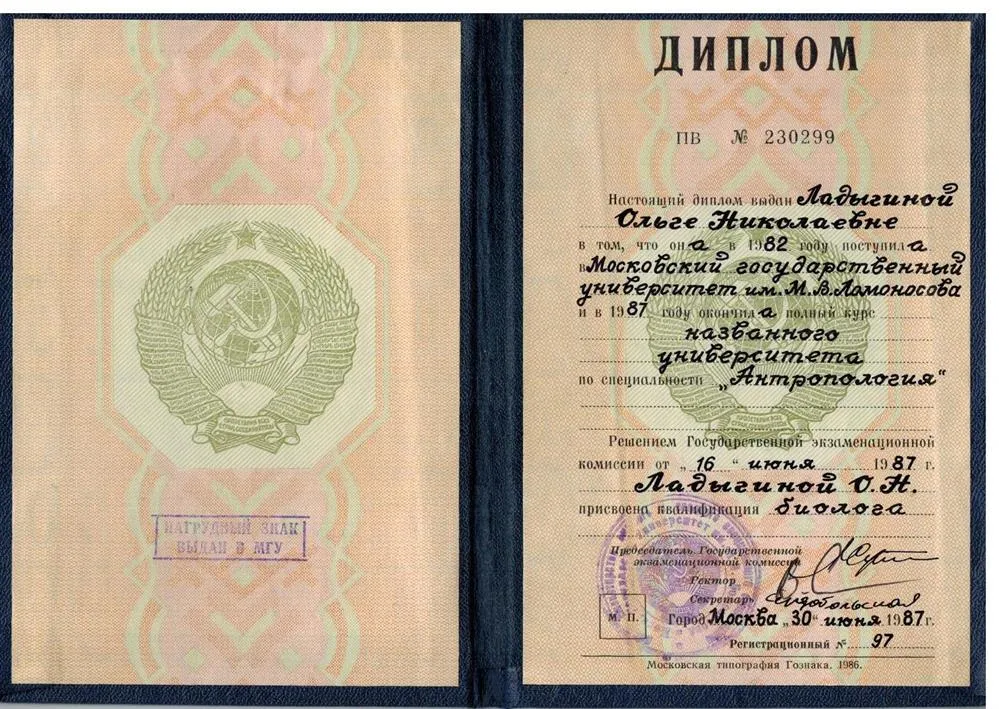 НАГРУДНЫЙ ЗНАК
ВЫДАН В МГУ
ДИПЛОМ
ПВ № 230299
Настоящий диплом выдан Ладыгиной
Ольге Николаевне
в том, что она в 1982 году поступила
в Московский государственный
университет им. М. В. Ломоносова
и в 1987 году окончила полный курс
названного
университета
по специальности „Антропология“
Решением Государственной экзаменационной
комиссии от „16“ июня 1987 г.
Ладыгиной О. Н.
присвоена квалификация биолога
Председатель Государственной
экзаменационной комиссии
Ректор
Секретарь
М. П.
Город Москва „30“ июня 1987 г.
Регистрационный № 97
Московская типография Гознака. 1986.